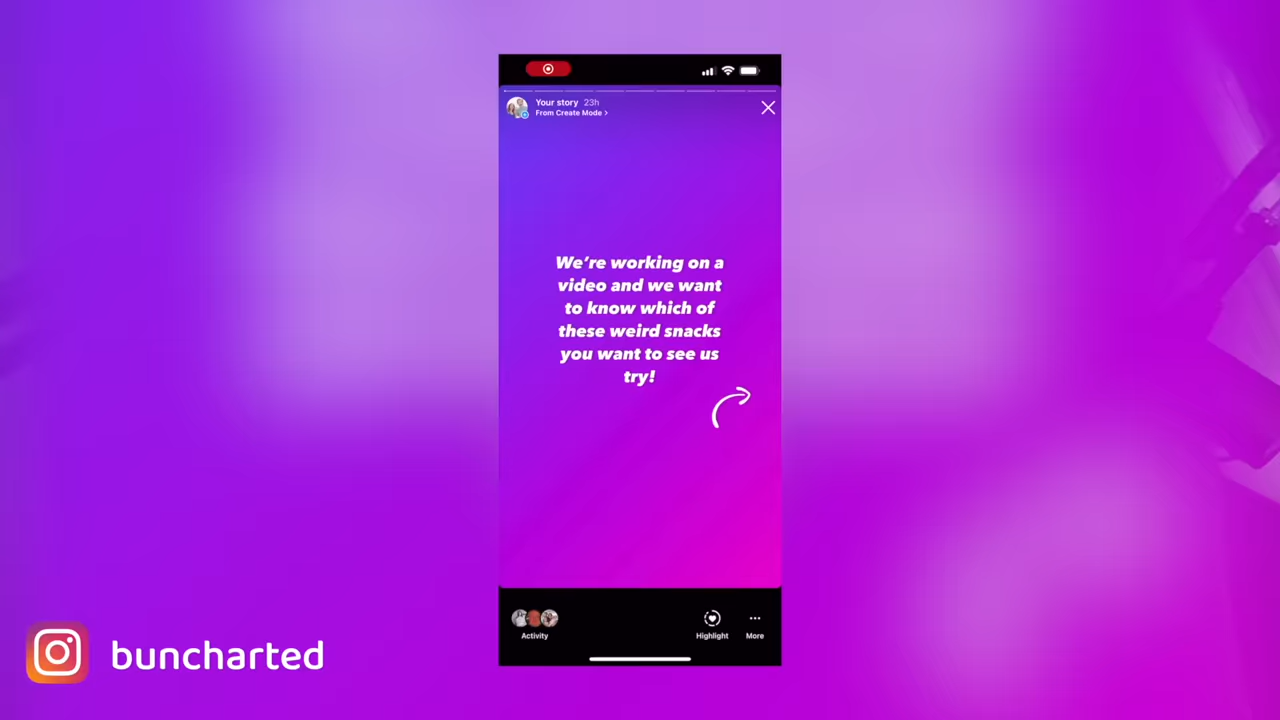 Your story 23h
From Create Mode >
We're working on a
video and we want
to know which of
these weird snacks
you want to see us
try!
Activity
Highlight
More
buncharted